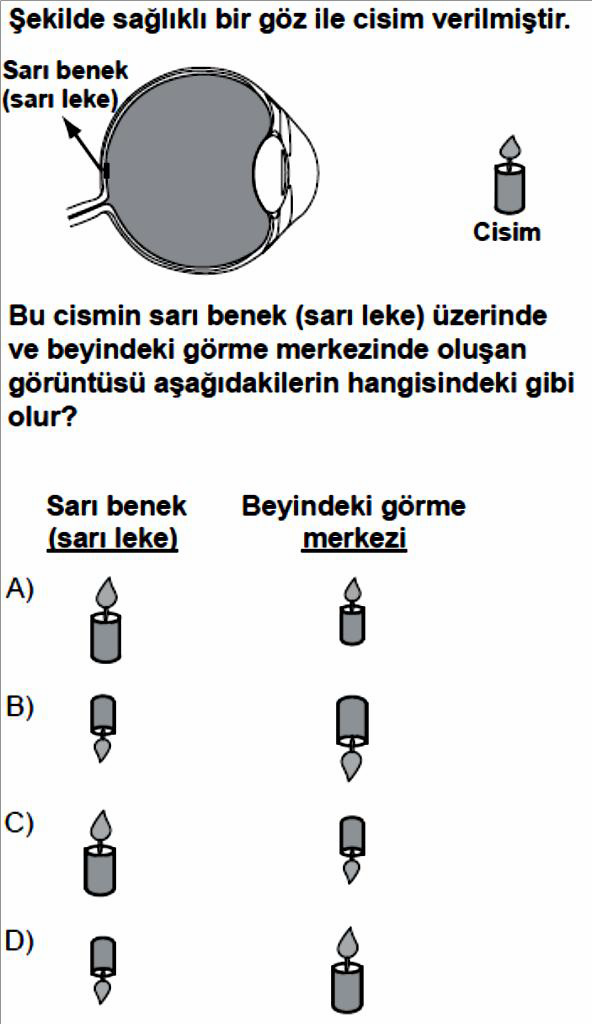 Şekilde sağlıklı bir göz ile cisim verilmiştir.
Sarı benek
(sarı leke)
Cisim
Bu cismin sarı benek (sarı leke) üzerinde
ve beyindeki görme merkezinde oluşan
görüntüsü aşağıdakilerin hangisindeki gibi
olur?
Sarı benek
(sarı leke)
Beyindeki görme
merkezi
A)
B)
C)
D)